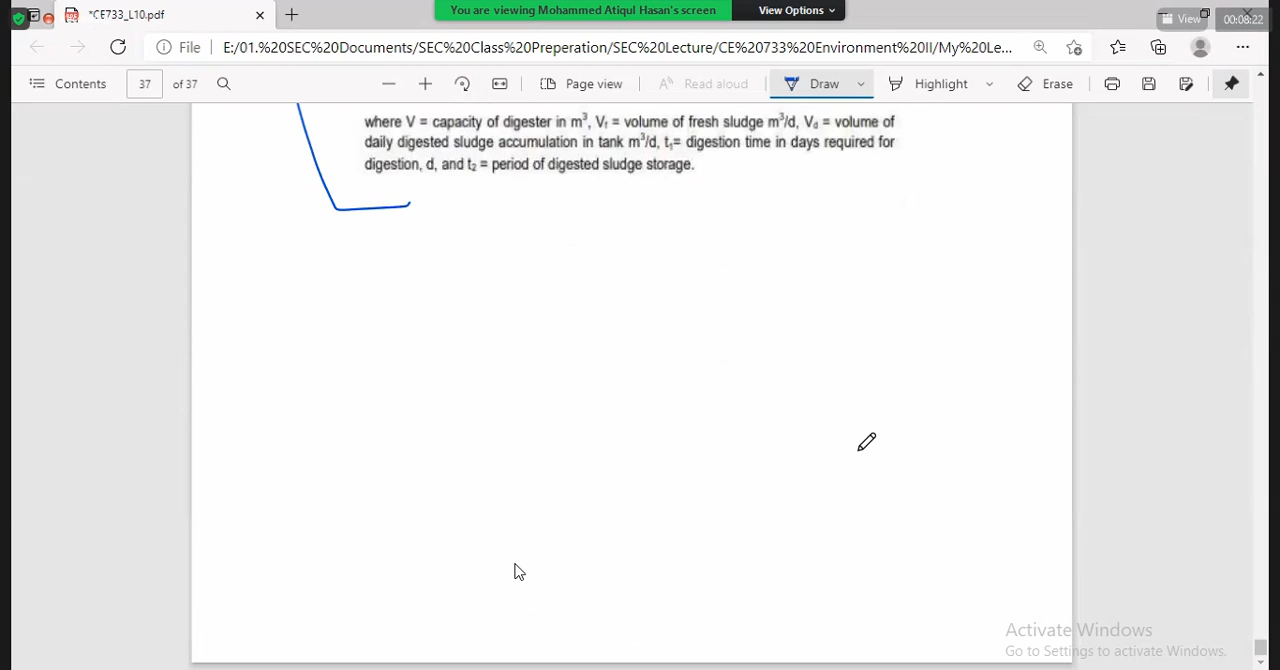 *CE733_L10.pdf
You are viewing Mohammed Atiqul Hasan's screen
View Options
View
00:08:22
File
E:/01.%20SEC%20Documents/SEC%20Class%20Preperation/SEC%20Lecture/CE%20733%20Environment%20II/My%20Le...
Contents
37
of 37
Page view
Read aloud
Draw
Highlight
Erase
where V = capacity of digester in m³, Vf = volume of fresh sludge m³/d, Vd = volume of
daily digested sludge accumulation in tank m³/d, t₁= digestion time in days required for
digestion, d, and t₂ = period of digested sludge storage.
Activate Windows
Go to Settings to activate Windows.